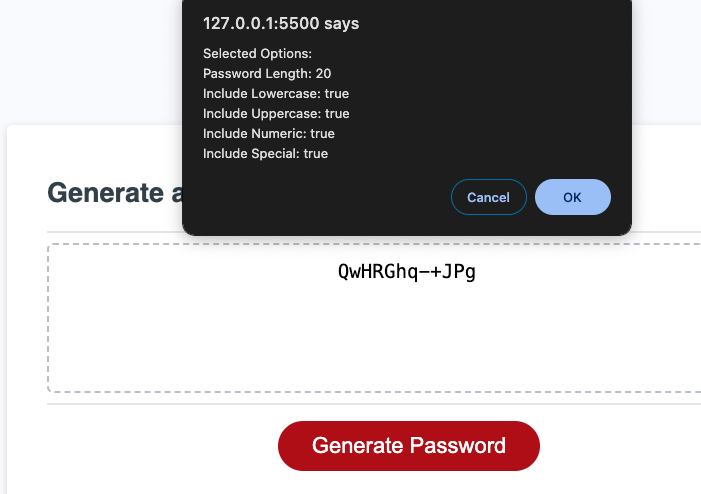 127.0.0.1:5500 says
Selected Options:
Password Length: 20
Include Lowercase: true
Include Uppercase: true
Include Numeric: true
Include Special: true
Cancel OK
Generate a
QwHRGhq-+JPg
Generate Password